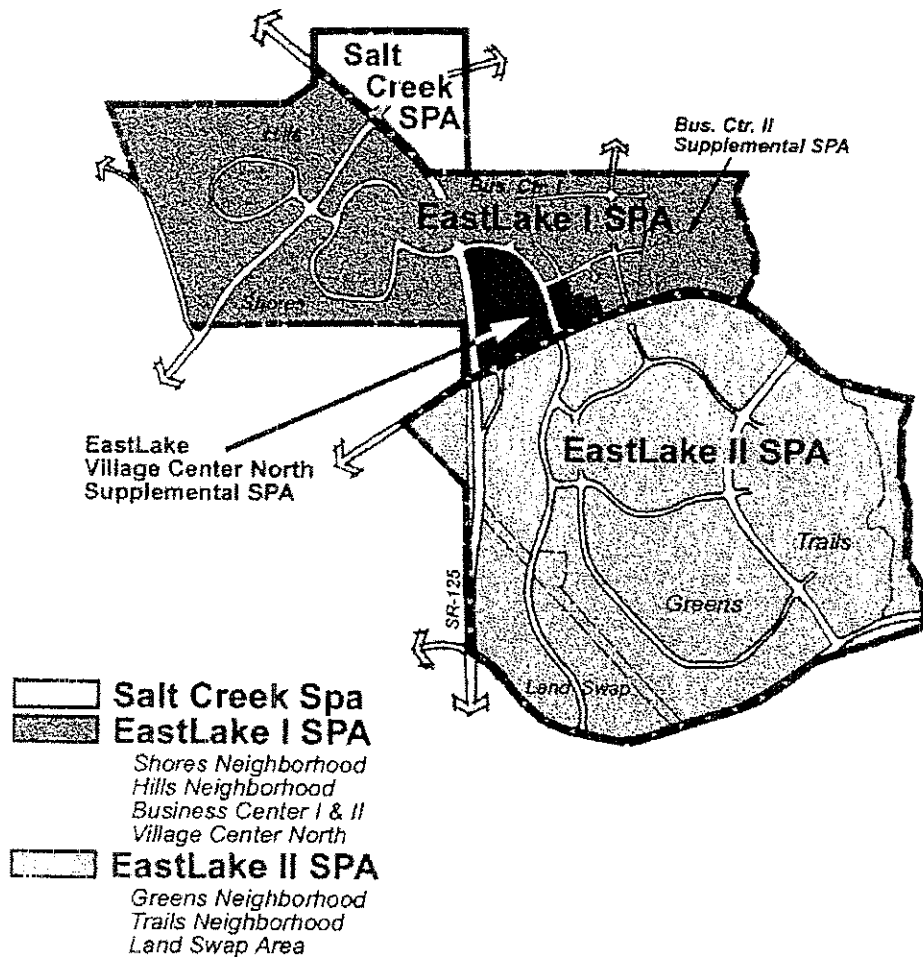 Salt
Creek
SPA
Hills
Bus. Ctr. II
Supplemental SPA
Bus. Ctr. I
EastLake I SPA
Shores
EastLake
Village Center North
Supplemental SPA
EastLake II SPA
Trails
Greens
SR-125
Land Swap
Salt Creek Spa
EastLake I SPA
Shores Neighborhood
Hills Neighborhood
Business Center I & II
Village Center North
EastLake II SPA
Greens Neighborhood
Trails Neighborhood
Land Swap Area